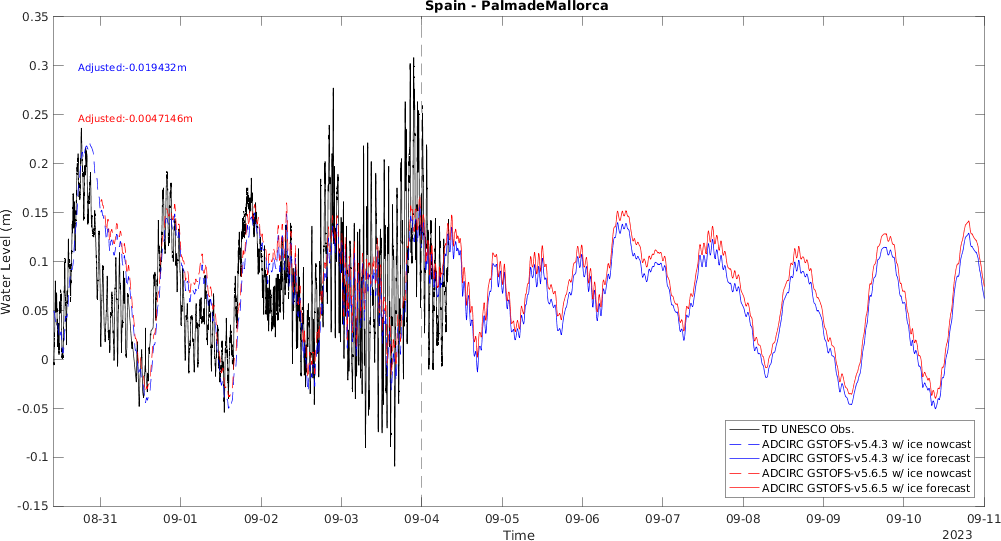 Spain - PalmadeMallorca
0.35
0.3
0.25
0.2
0.15
0.1
0.05
0
-0.05
-0.1
-0.15
Water Level (m)
Adjusted:-0.019432m
Adjusted:-0.0047146m
TD UNESCO Obs.
ADCIRC GSTOFS-v5.4.3 w/ ice nowcast
ADCIRC GSTOFS-v5.4.3 w/ ice forecast
ADCIRC GSTOFS-v5.6.5 w/ ice nowcast
ADCIRC GSTOFS-v5.6.5 w/ ice forecast
08-31 09-01 09-02 09-03 09-04 09-05 09-06 09-07 09-08 09-09 09-10 09-11
Time
2023